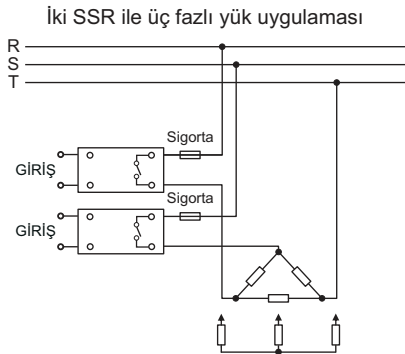 İki SSR ile üç fazlı yük uygulaması
R
S
T
Sigorta
GİRİŞ
Sigorta
GİRİŞ